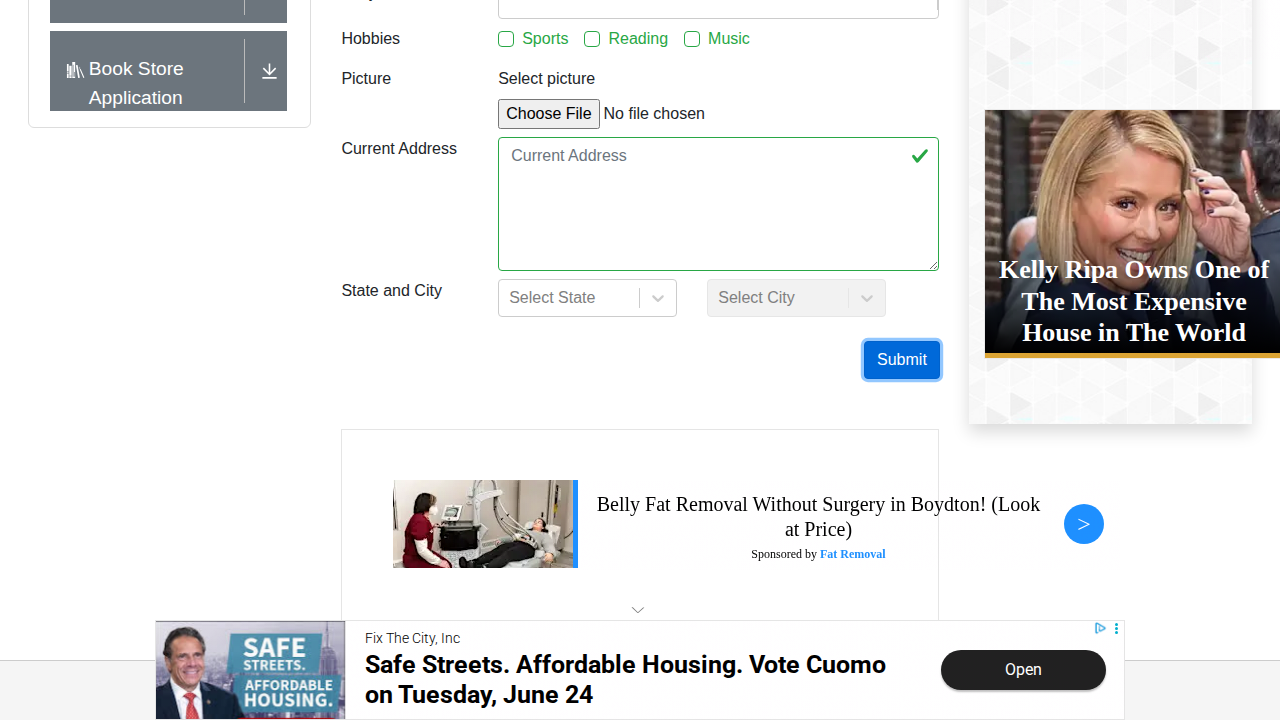 Book Store
Application
Hobbies
Sports
Reading
Music
Picture
Select picture
Choose File No file chosen
Current Address
Current Address
State and City
Select State
Select City
Submit
Kelly Ripa Owns One of
The Most Expensive
House in The World
Belly Fat Removal Without Surgery in Boydton! (Look
at Price)
Sponsored by Fat Removal
>
SAFE
STREETS.
AFFORDABLE
HOUSING.
Fix The City, Inc
Safe Streets. Affordable Housing. Vote Cuomo
on Tuesday, June 24
Open